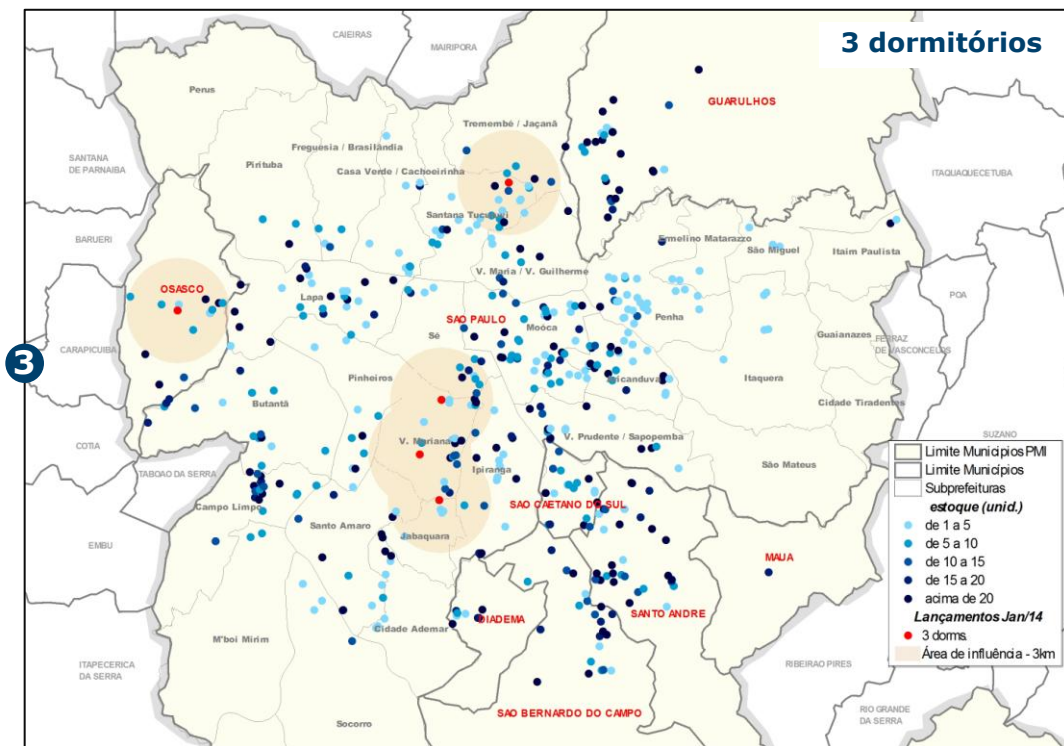 3 dormitórios
CAIEIRAS
MAIRIPORA
Perus
GUARULHOS
Tremembé / Jaçanã
Freguesia / Brasilândia
SANTANA
DE PARNAIBA
Pirituba
Casa Verde / Cachoeirinha
ITAQUAQUECETUBA
Santana Tucuruvi
BARUERI
Ermelino Matarazzo
São Miguel
Itaim Paulista
V. Maria / V. Guilherme
OSASCO
Lapa
POA
SAO PAULO
Moóca
Penha
Sé
Guaianazes
FERRAZ
DE VASCONCELOS
CARAPICUIBA
3
Pinheiros
Itaquera
Butantã
Cidade Tiradentes
COTIA
V. Mariana
V. Prudente / Sapopemba
SUZANO
TABOAO DA SERRA
Ipiranga
São Mateus
Campo Limpo
SAO CAETANO DO SUL
Santo Amaro
Jabaquara
EMBU
MAUA
DIADEMA
SANTO ANDRE
Cidade Ademar
M'boi Mirim
ITAPECERICA
DA SERRA
RIBEIRAO PIRES
SAO BERNARDO DO CAMPO
Socorro
RIO GRANDE
DA SERRA
Limite Municipios PMI
Limite Municípios
Subprefeituras
estoque (unid.)
de 1 a 5
de 5 a 10
de 10 a 15
de 15 a 20
acima de 20
Lançamentos Jan/14
3 dorms.
Área de influência - 3km